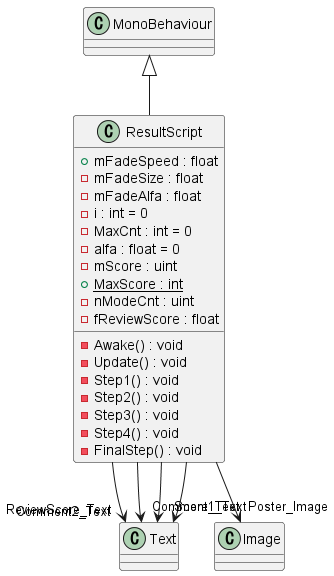 C MonoBehaviour
C ResultScript
mFadeSpeed : float
mFadeSize : float
mFadeAlfa : float
i : int = 0
MaxCnt : int = 0
alfa : float = 0
mScore : uint
MaxScore : int
nModeCnt : uint
fReviewScore : float
Awake() : void
Update() : void
Step1() : void
Step2() : void
Step3() : void
Step4() : void
FinalStep() : void
ReviewScore_Text
Comment2_Text
Comment1_Text
Poster_Image
C Text
C Image